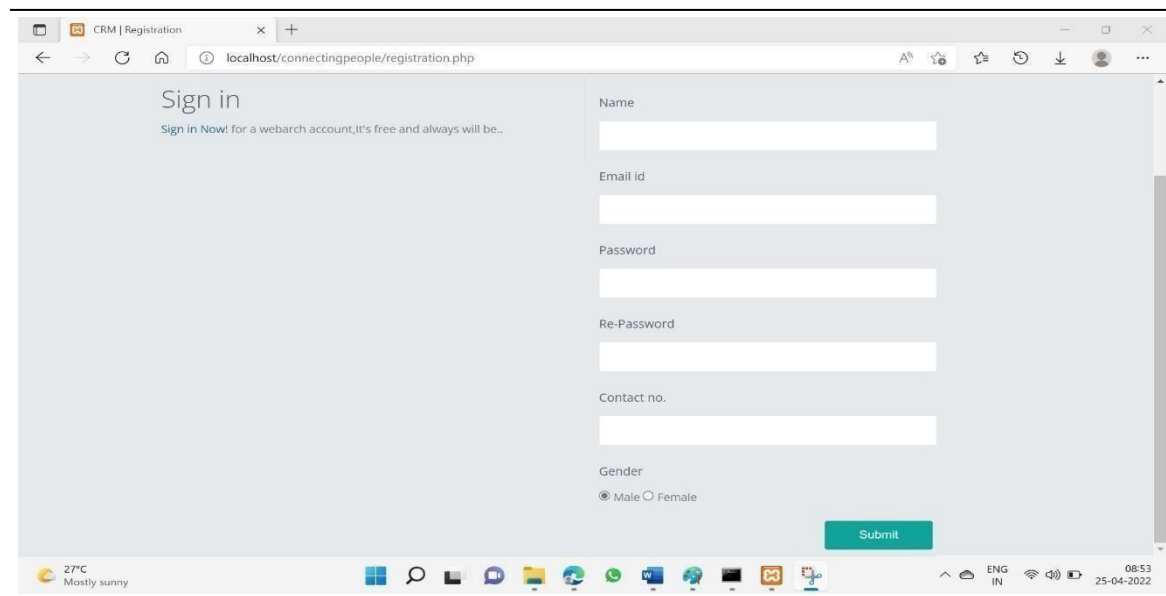 CRM | Registration
localhost/connectingpeople/registration.php
Sign in
Sign in Now! for a webarch account,It's free and always will be..
Name
Email id
Password
Re-Password
Contact no.
Gender
Male Female
Submit
27°C
Mostly sunny
ENG
IN
08:53
25-04-2022